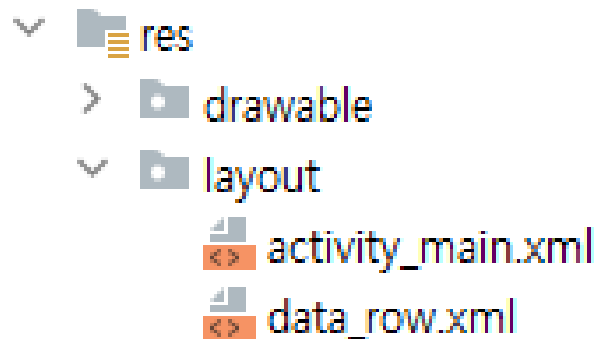 res
drawable
layout
activity_main.xml
data_row.xml